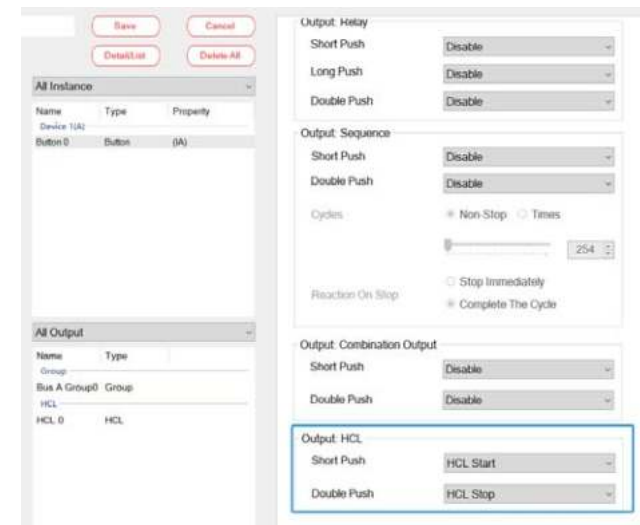 Save
Cancel
Detail/List
Delete All
All Instance
Name Type Property
Device 1(A)
Button 0 Button (IA)
All Output
Name Type
Group
Bus A Group0 Group
HCL
HCL 0 HCL
Output: Relay
Short Push Disable
Long Push Disable
Double Push Disable
Output: Sequence
Short Push Disable
Double Push Disable
Cycles Non-Stop Times
254
Reaction On Stop Stop Immediately
Complete The Cycle
Output: Combination Output
Short Push Disable
Double Push Disable
Output: HCL
Short Push HCL Start
Double Push HCL Stop